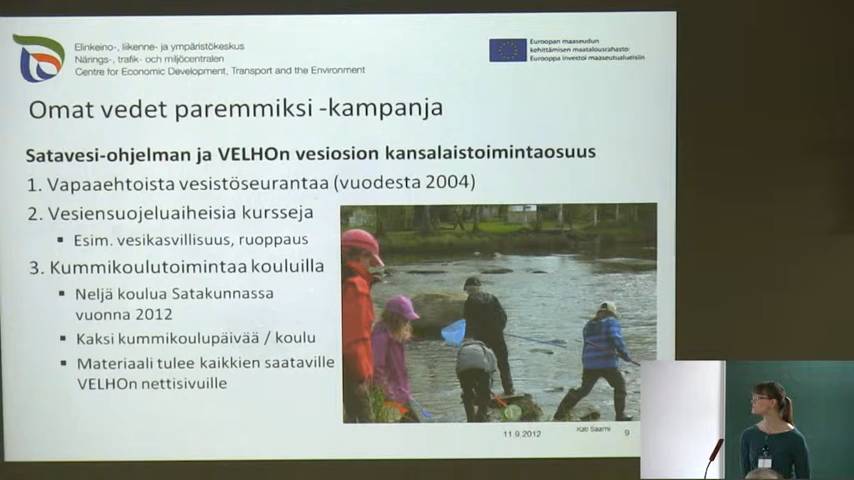 Elinkeino-, liikenne- ja ympäristökeskus
Närings-, trafik- och miljöcentralen
Centre for Economic Development, Transport and the Environment
Euroopan maaseudun
kehittämisen maatalousrahasto:
Eurooppa investoi maaseutualueisiin
Omat vedet paremmiksi -kampanja
Satavesi-ohjelman ja VELHOn vesiosion kansalaistoimintaosuus
1. Vapaaehtoista vesistöseurantaa (vuodesta 2004)
2. Vesiensuojeluaiheisia kursseja
▪ Esim. vesikasvillisuus, ruoppaus
3. Kummikoulutoimintaa kouluilla
▪ Neljä koulua Satakunnassa
vuonna 2012
▪ Kaksi kummikoulupäivää / koulu
▪ Materiaali tulee kaikkien saataville
VELHOn nettisivuille
11.9.2012 Kati Saarni 9